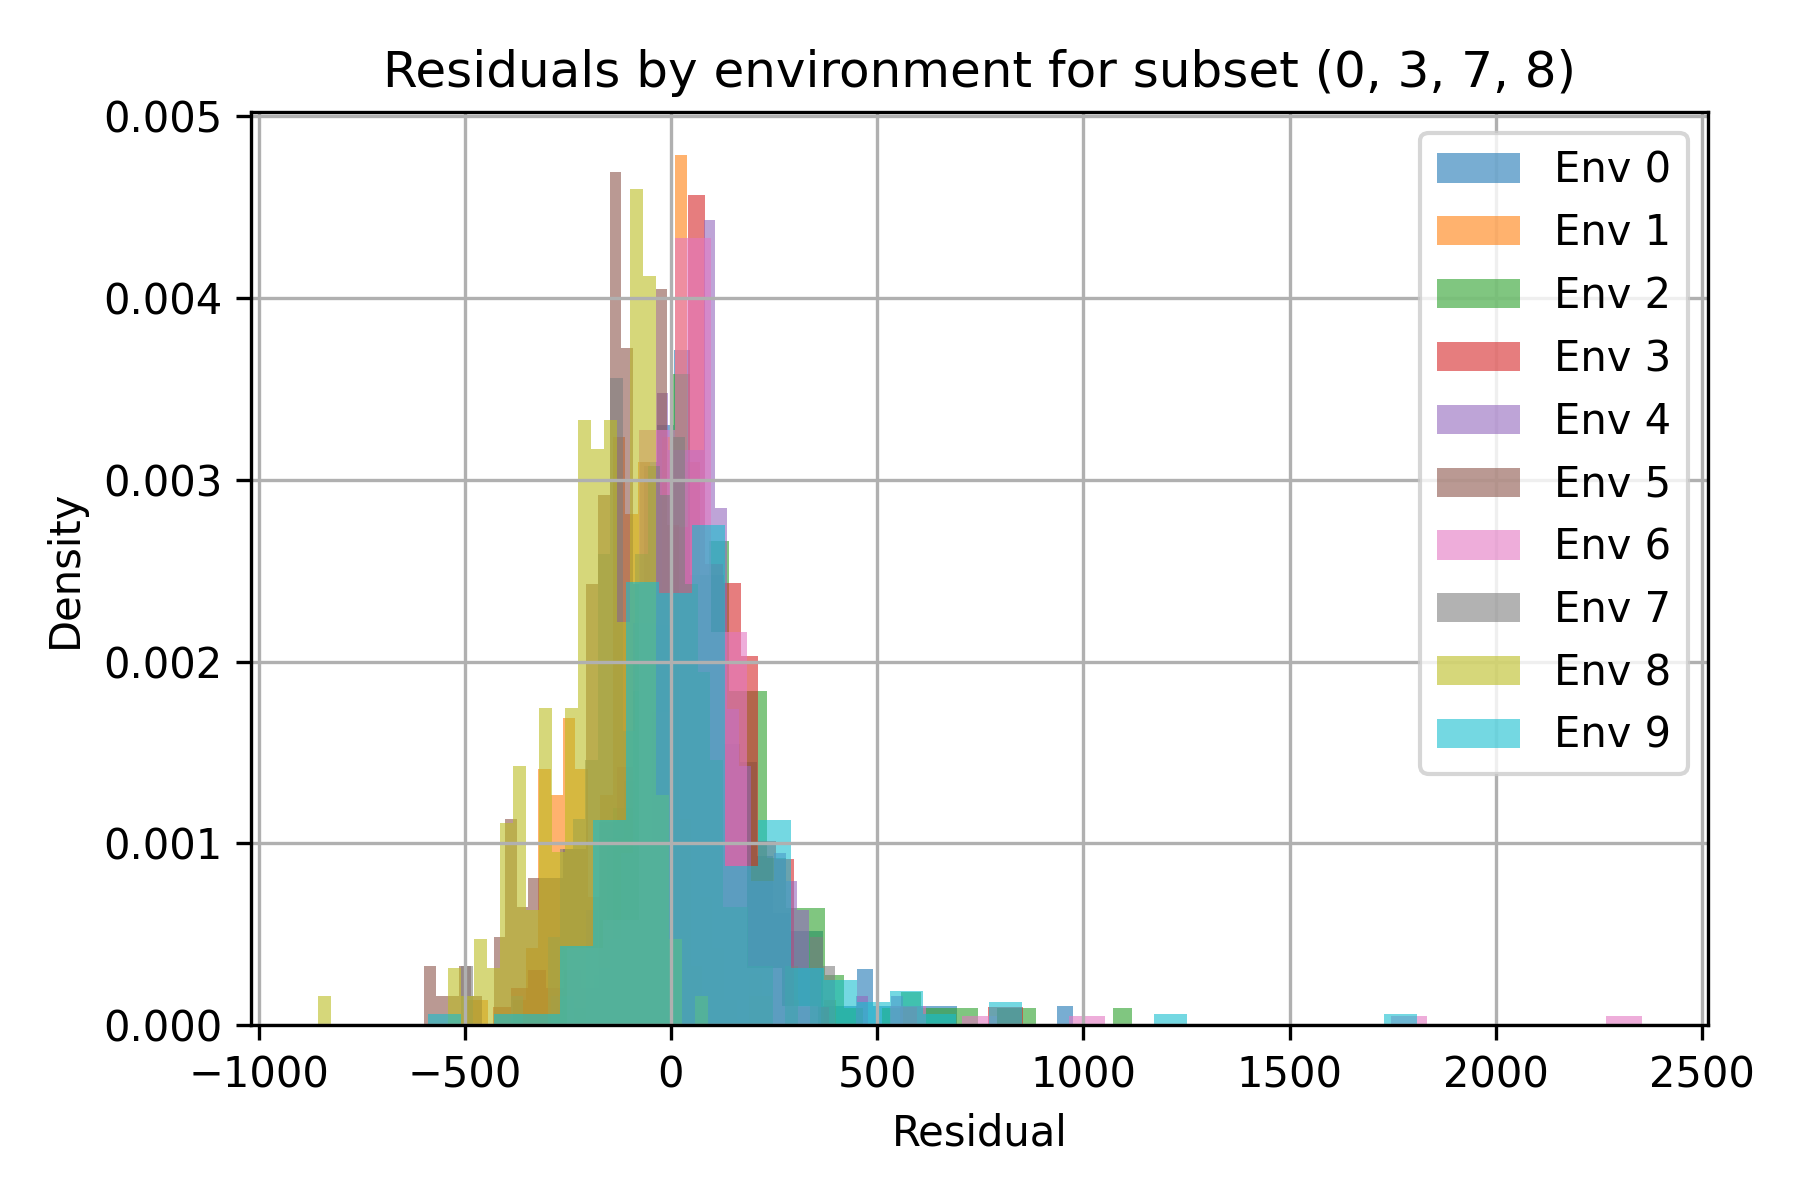 Residuals by environment for subset (0, 3, 7, 8)
0.005
0.004
0.003
0.002
0.001
0.000
Density
−1000
−500
0
500
1000
1500
2000
2500
Residual
Env 0
Env 1
Env 2
Env 3
Env 4
Env 5
Env 6
Env 7
Env 8
Env 9